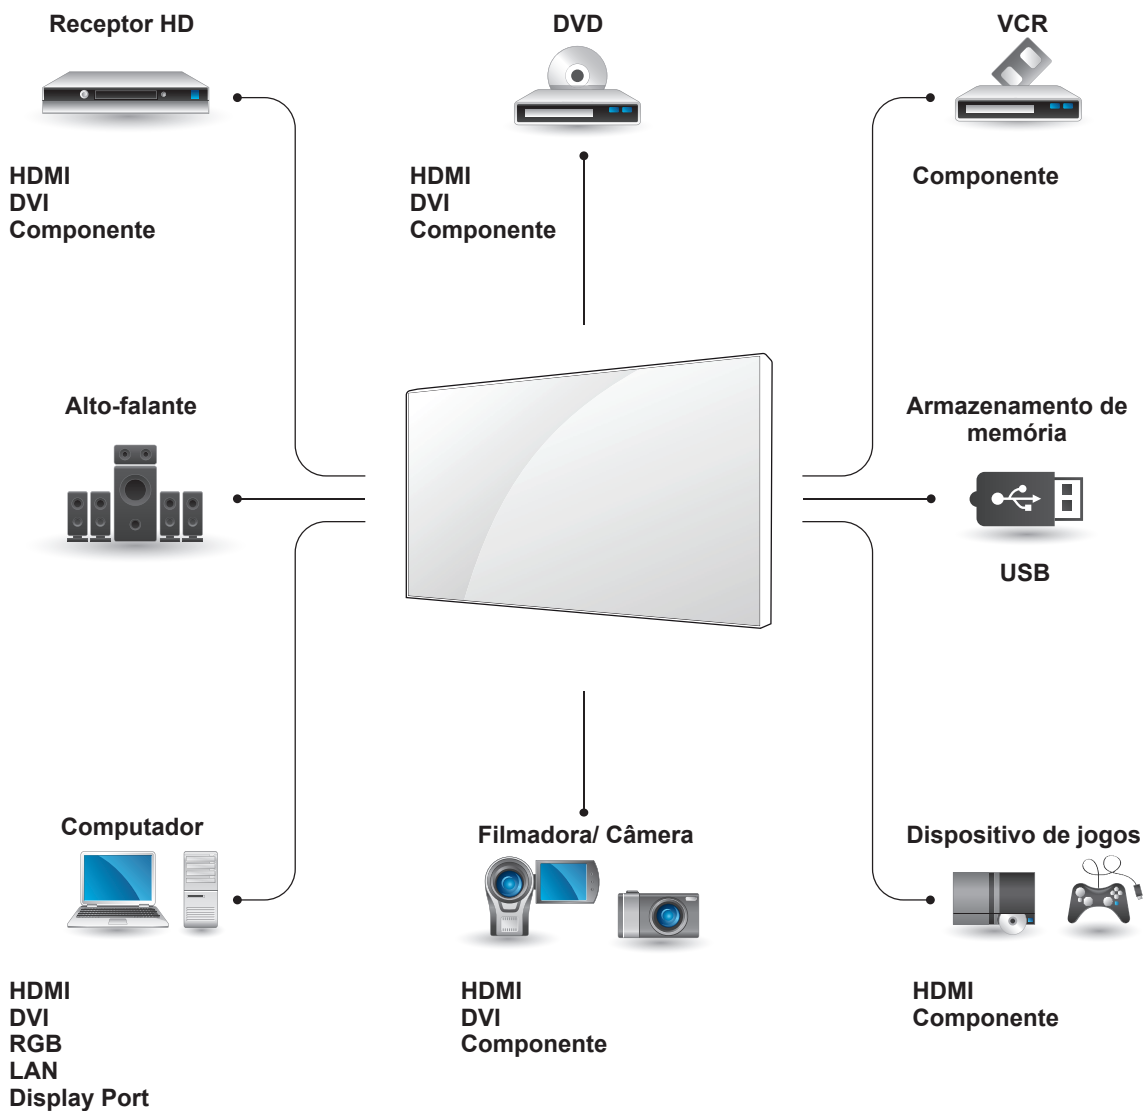 Receptor HD
HDMI
DVI
Componente
DVD
HDMI
DVI
Componente
VCR
Componente
Alto-falante
Armazenamento de
memória
USB
Computador
HDMI
DVI
RGB
LAN
Display Port
Filmadora/ Câmera
HDMI
DVI
Componente
Dispositivo de jogos
HDMI
Componente